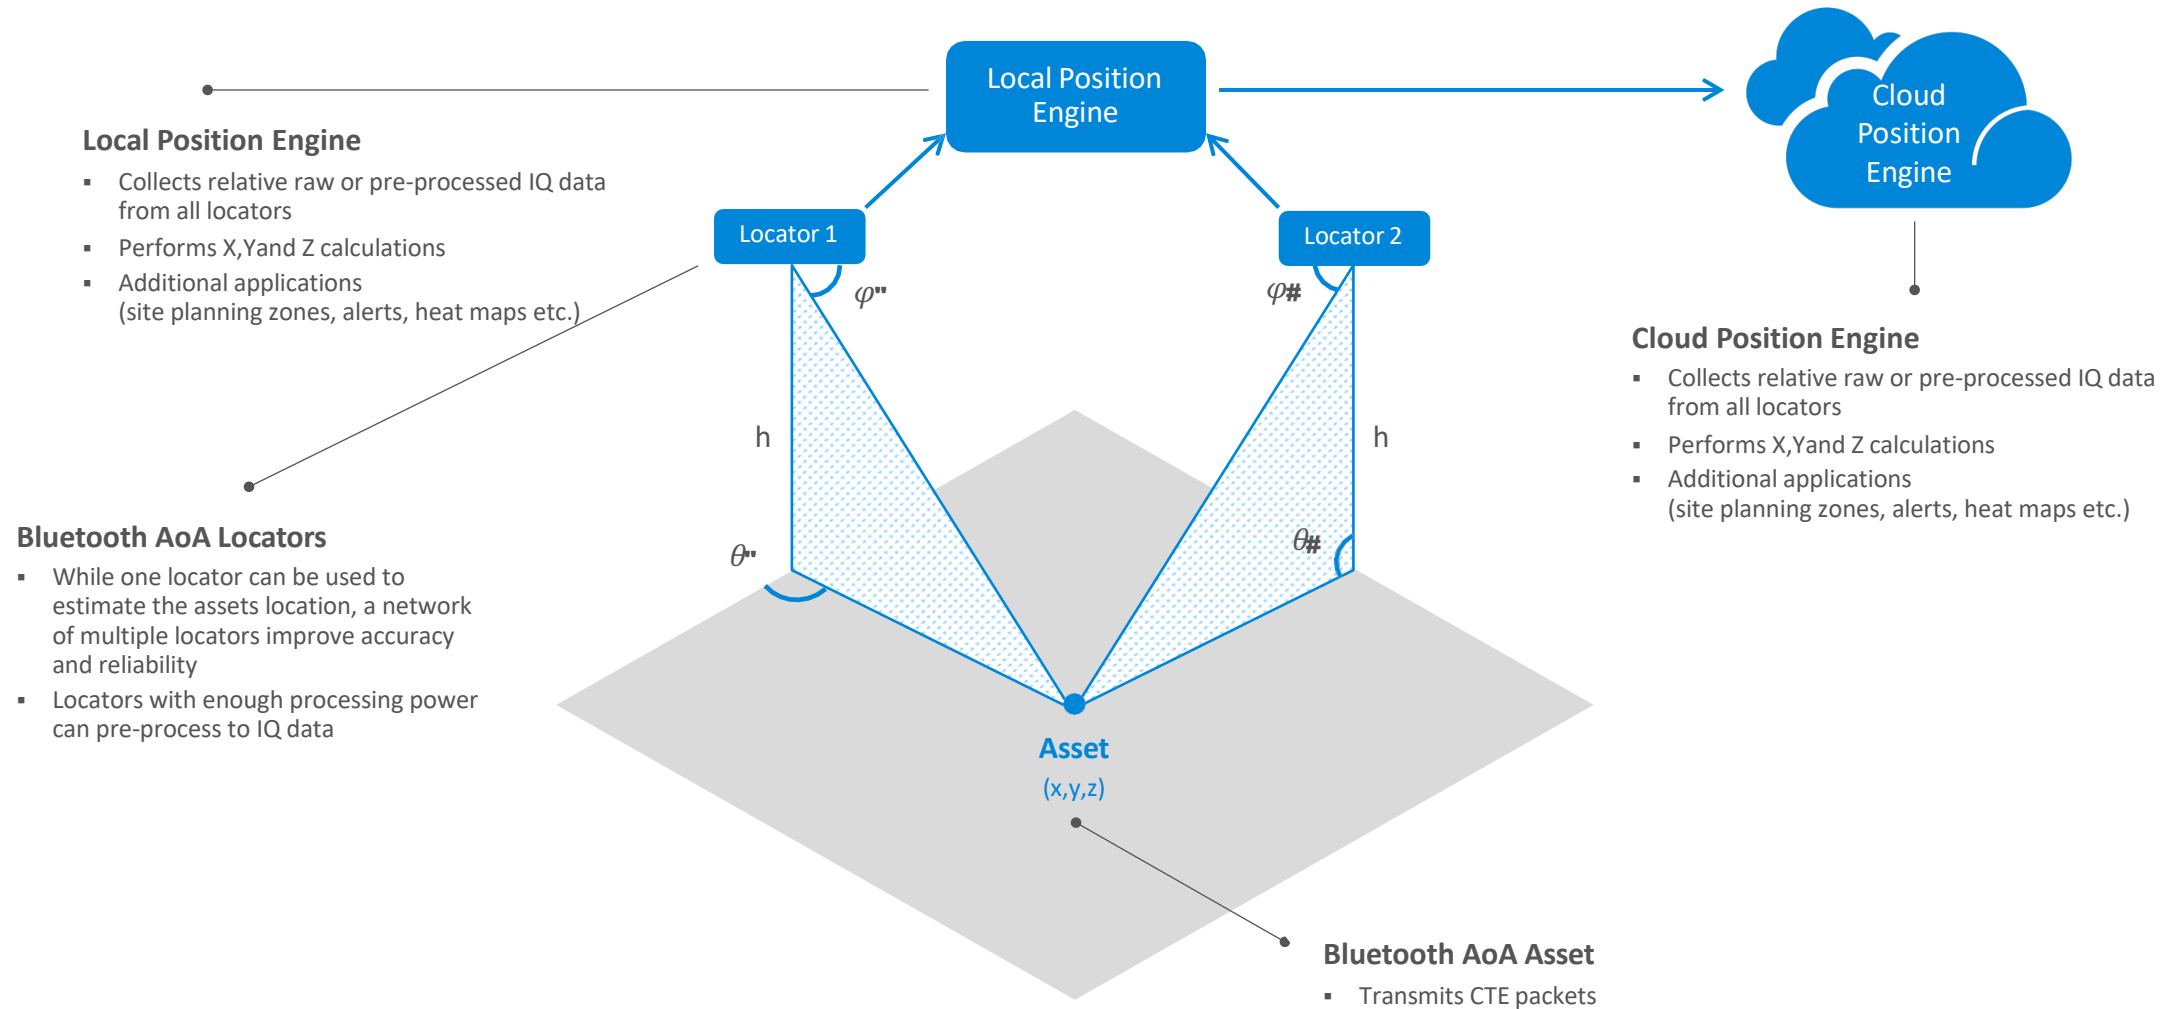 Local Position
Engine
Cloud
Position
Engine
Local Position Engine
▪ Collects relative raw or pre-processed IQ data
from all locators
▪ Performs X,Yand Z calculations
▪ Additional applications
(site planning zones, alerts, heat maps etc.)
Locator 1
Locator 2
φ"
φ#
Cloud Position Engine
▪ Collects relative raw or pre-processed IQ data
from all locators
▪ Performs X,Yand Z calculations
▪ Additional applications
(site planning zones, alerts, heat maps etc.)
h
h
Bluetooth AoA Locators
▪ While one locator can be used to
estimate the assets location, a network
of multiple locators improve accuracy
and reliability
▪ Locators with enough processing power
can pre-process to IQ data
θ"
θ#
Asset
(x,y,z)
Bluetooth AoA Asset
▪ Transmits CTE packets